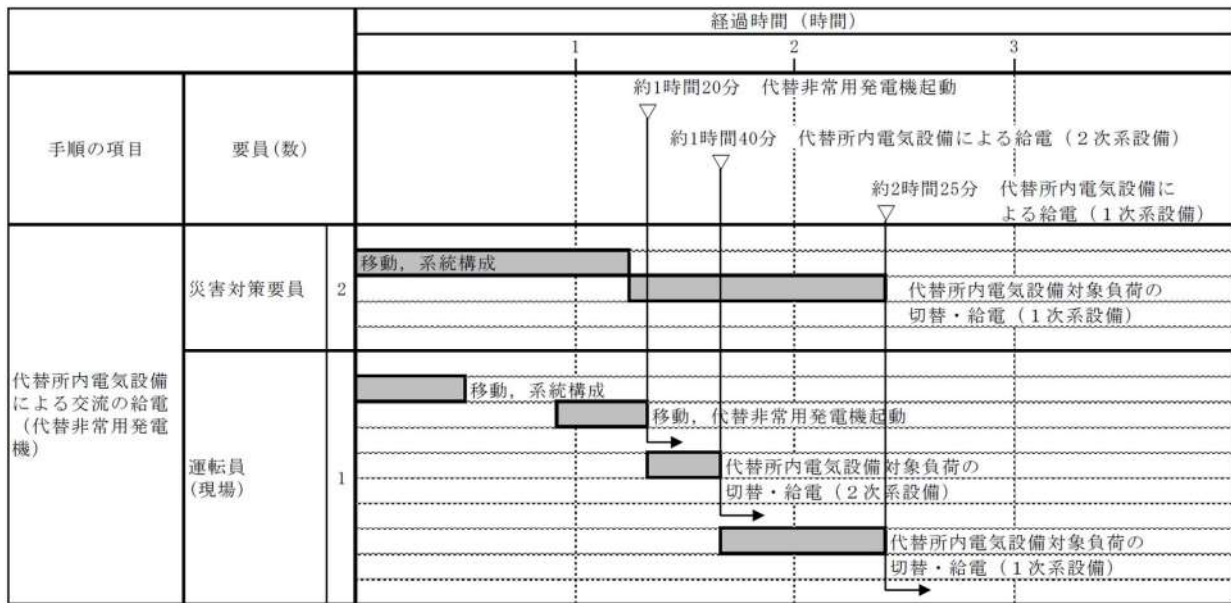 経過時間（時間）
1
2
3
手順の項目
要員(数)
約1時間20分　代替非常用発電機起動
約1時間40分　代替所内電気設備による給電（２次系設備）
約2時間25分　代替所内電気設備に
よる給電（１次系設備）
代替所内電気設備
による交流の給電
（代替非常用発電
機）
災害対策要員
2
移動，系統構成
代替所内電気設備対象負荷の
切替・給電（１次系設備）
運転員
(現場)
1
移動，系統構成
移動，代替非常用発電機起動
代替所内電気設備対象負荷の
切替・給電（２次系設備）
代替所内電気設備対象負荷の
切替・給電（１次系設備）